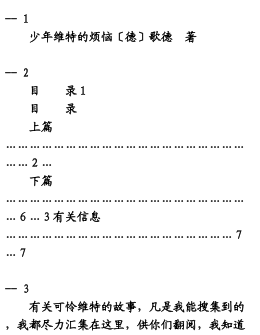 — 1
少年维特的烦恼〔德〕歌德 著
— 2
目 录1
目 录
上篇
………………………………………………………………………
……2…
下篇
………………………………………………………………………
…6…3有关信息
……………………………………………………………………7
…7
— 3
有关可怜维特的故事，凡是我能搜集到的
，我都尽力汇集在这里，供你们翻阅，我知道